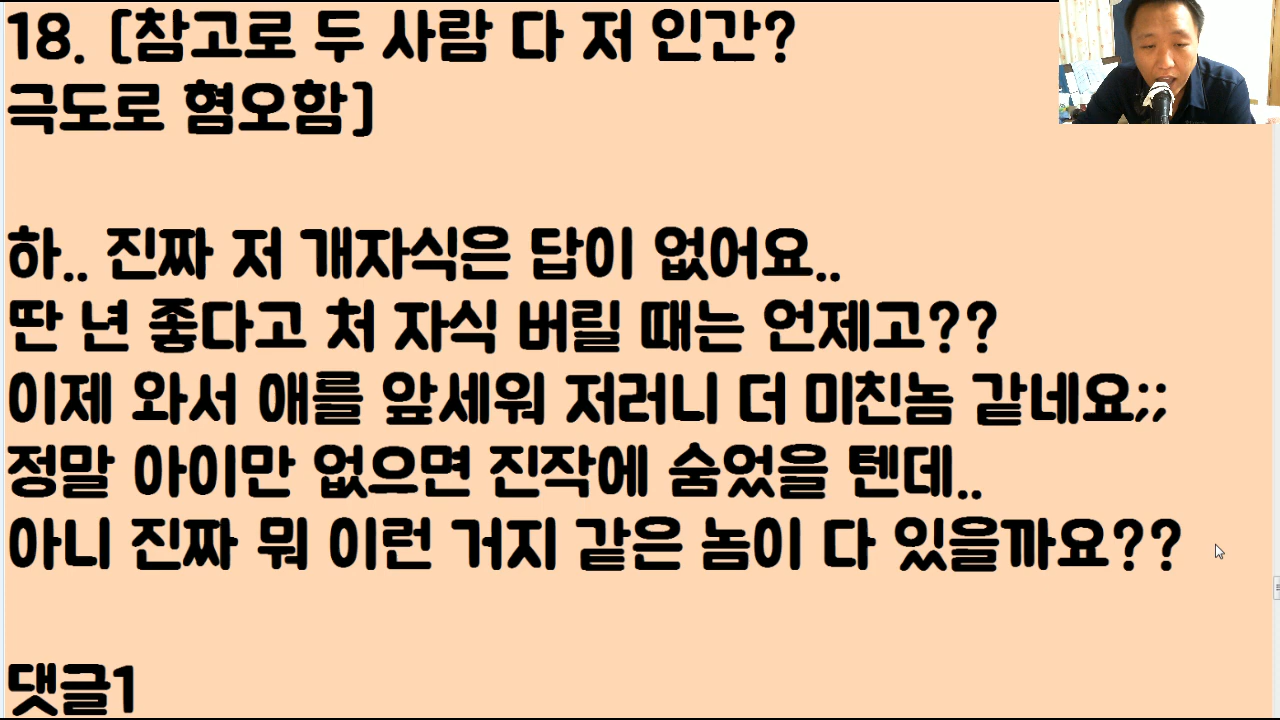 18. [참고로 두 사람 다 저 인간?
극도로 혐오함]
하.. 진짜 저 개자식은 답이 없어요..
딴 년 좋다고 처 자식 버릴 때는 언제고??
이제 와서 애를 앞세워 저러니 더 미친놈 같네요;;
정말 아이만 없으면 진작에 숨었을 텐데..
아니 진짜 뭐 이런 거지 같은 놈이 다 있을까요??
댓글1